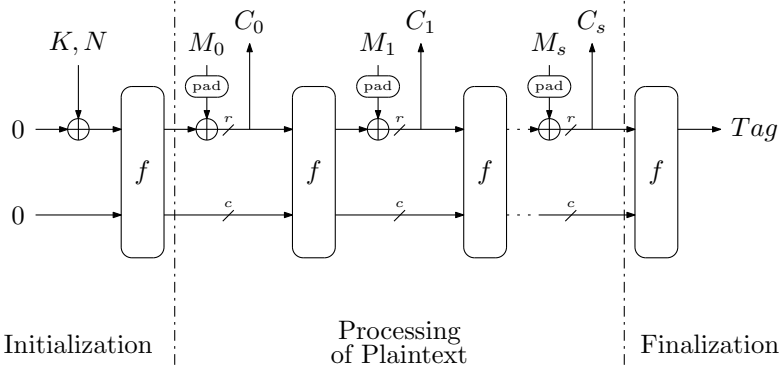 C₀ C₁ Cₛ
K, N M₀ M₁ Mₛ
pad pad pad
0 r r r Tag
f f f f
0 c c c
Initialization Processing of Plaintext Finalization